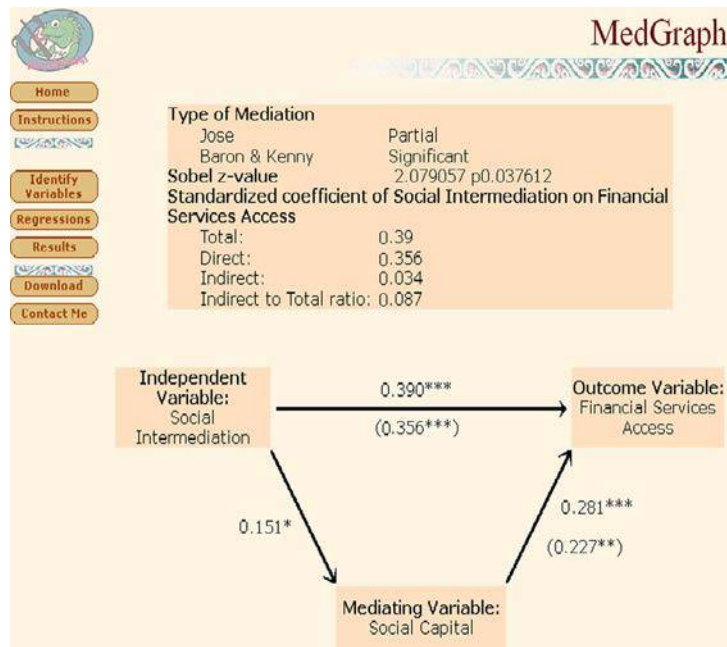 MedGraph
Home
Instructions
Identify
Variables
Regressions
Results
Download
Contact Me
Type of Mediation
Jose Partial
Baron & Kenny Significant
Sobel z-value 2.079057 p0.037612
Standardized coefficient of Social Intermediation on Financial
Services Access
Total: 0.39
Direct: 0.356
Indirect: 0.034
Indirect to Total ratio: 0.087
Independent
Variable:
Social
Intermediation
0.390***
(0.356***)
Outcome Variable:
Financial Services
Access
0.151*
0.281***
(0.227**)
Mediating Variable:
Social Capital